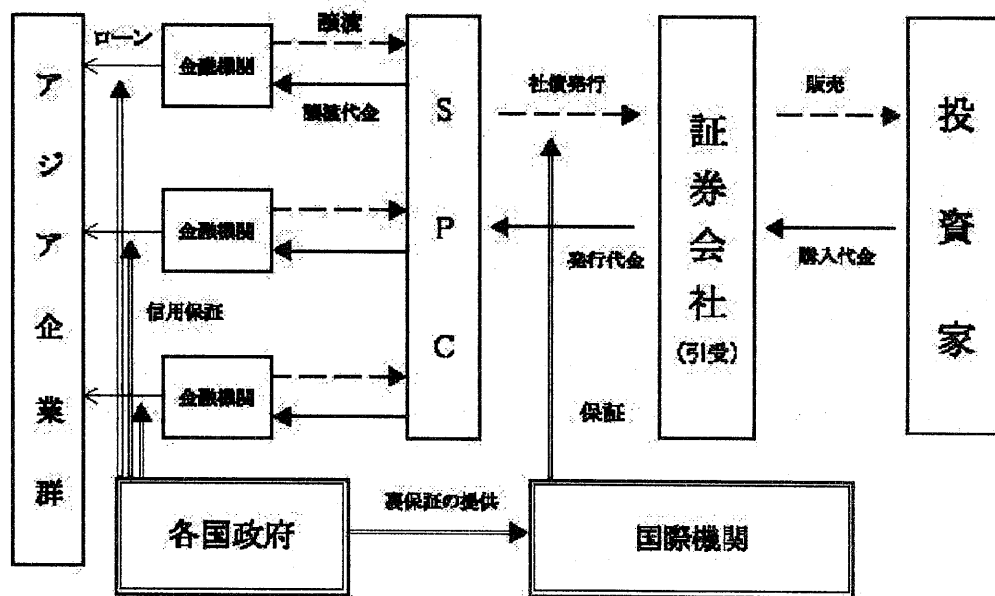 アジア企業群
ローン
金融機関
譲渡
譲渡代金
金融機関
信用保証
金融機関
SPC
社債発行
発行代金
保証
証券会社
(引受)
販売
購入代金
投資家
各国政府
裏保証の提供
国際機関